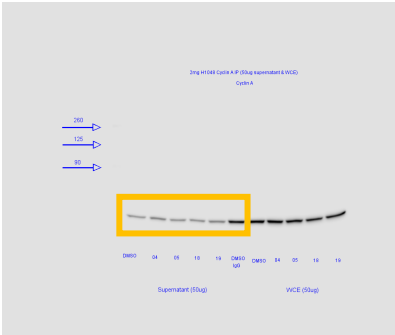 2mg H1048 Cyclin A IP (50ug supernatant & WCE)
Cyclin A
260
125
80
DMSO 04 05 18 19 DMSO IgG DMSO 04 05 18 19
Supernatant (50ug) WCE (50ug)